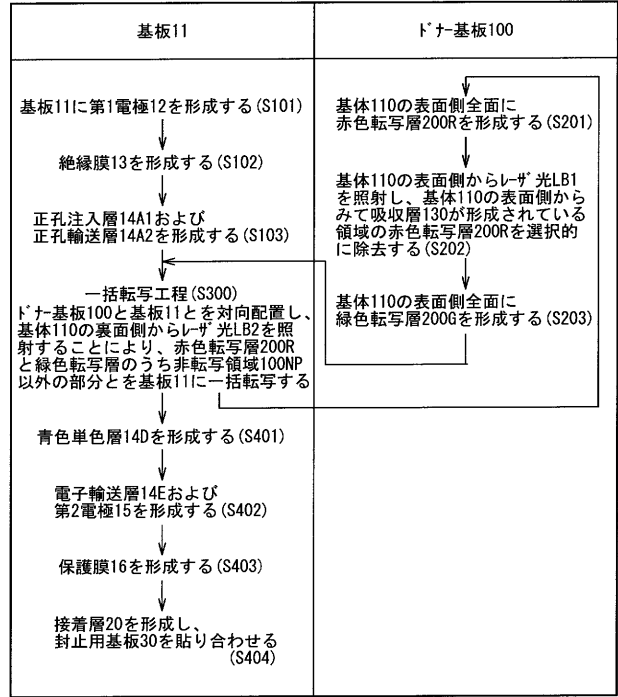 基板11
ドナー基板100
基板11に第1電極12を形成する(S101)
絶縁膜13を形成する(S102)
正孔注入層14A1および
正孔輸送層14A2を形成する(S103)
一括転写工程(S300)
ドナー基板100と基板11とを対向配置し、
基体110の裏面側からレーザ光LB2を照
射することにより、赤色転写層200R
と緑色転写層のうち非転写領域100NP
以外の部分とを基板11に一括転写する
青色単色層14Dを形成する(S401)
電子輸送層14Eおよび
第2電極15を形成する(S402)
保護膜16を形成する(S403)
接着層20を形成し、
封止用基板30を貼り合わせる
(S404)
基体110の表面側全面に
赤色転写層200Rを形成する(S201)
基体110の表面側からレーザ光LB1
を照射し、基体110の表面側から
みて吸収層130が形成されている
領域の赤色転写層200Rを選択的
に除去する(S202)
基体110の表面側全面に
緑色転写層200Gを形成する(S203)